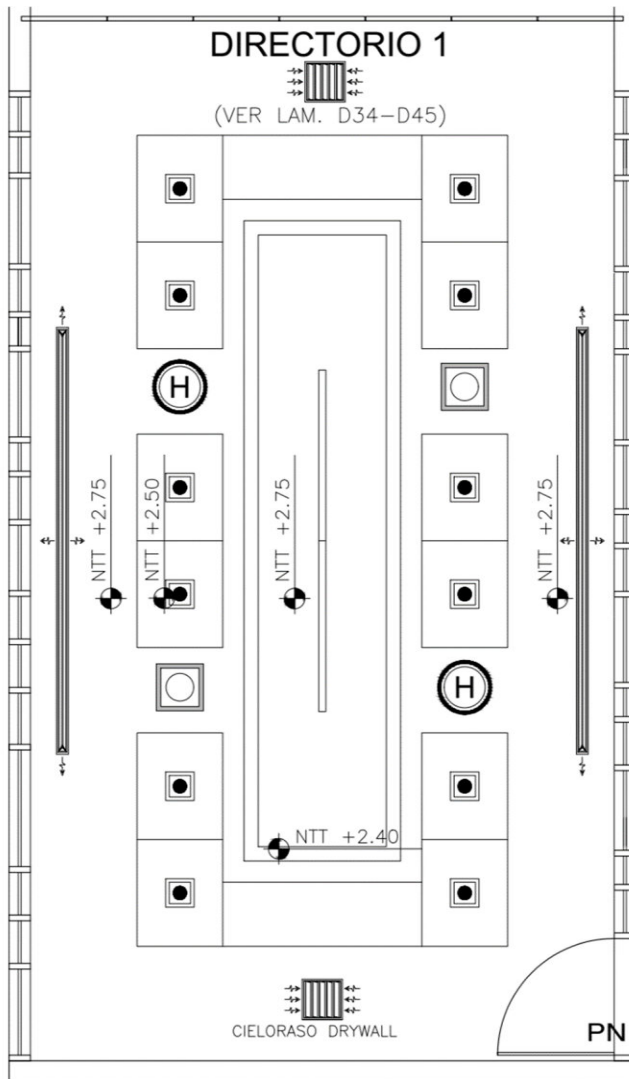 DIRECTORIO 1
(VER LAM. D34-D45)
H
NTT +2.75
NTT +2.50
NTT +2.75
NTT +2.75
H
NTT +2.40
CIELORASO DRYWALL
PN